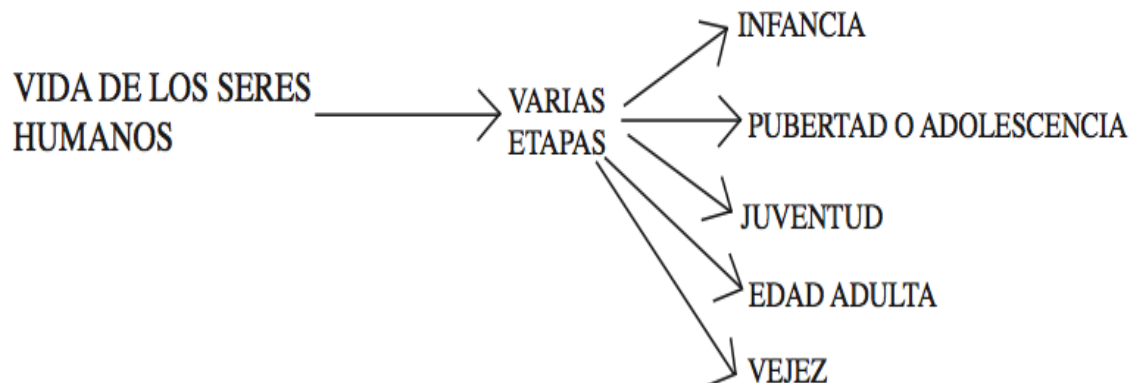 VIDA DE LOS SERES
HUMANOS
VARIAS
ETAPAS
INFANCIA
PUBERTAD O ADOLESCENCIA
JUVENTUD
EDAD ADULTA
VEJEZ